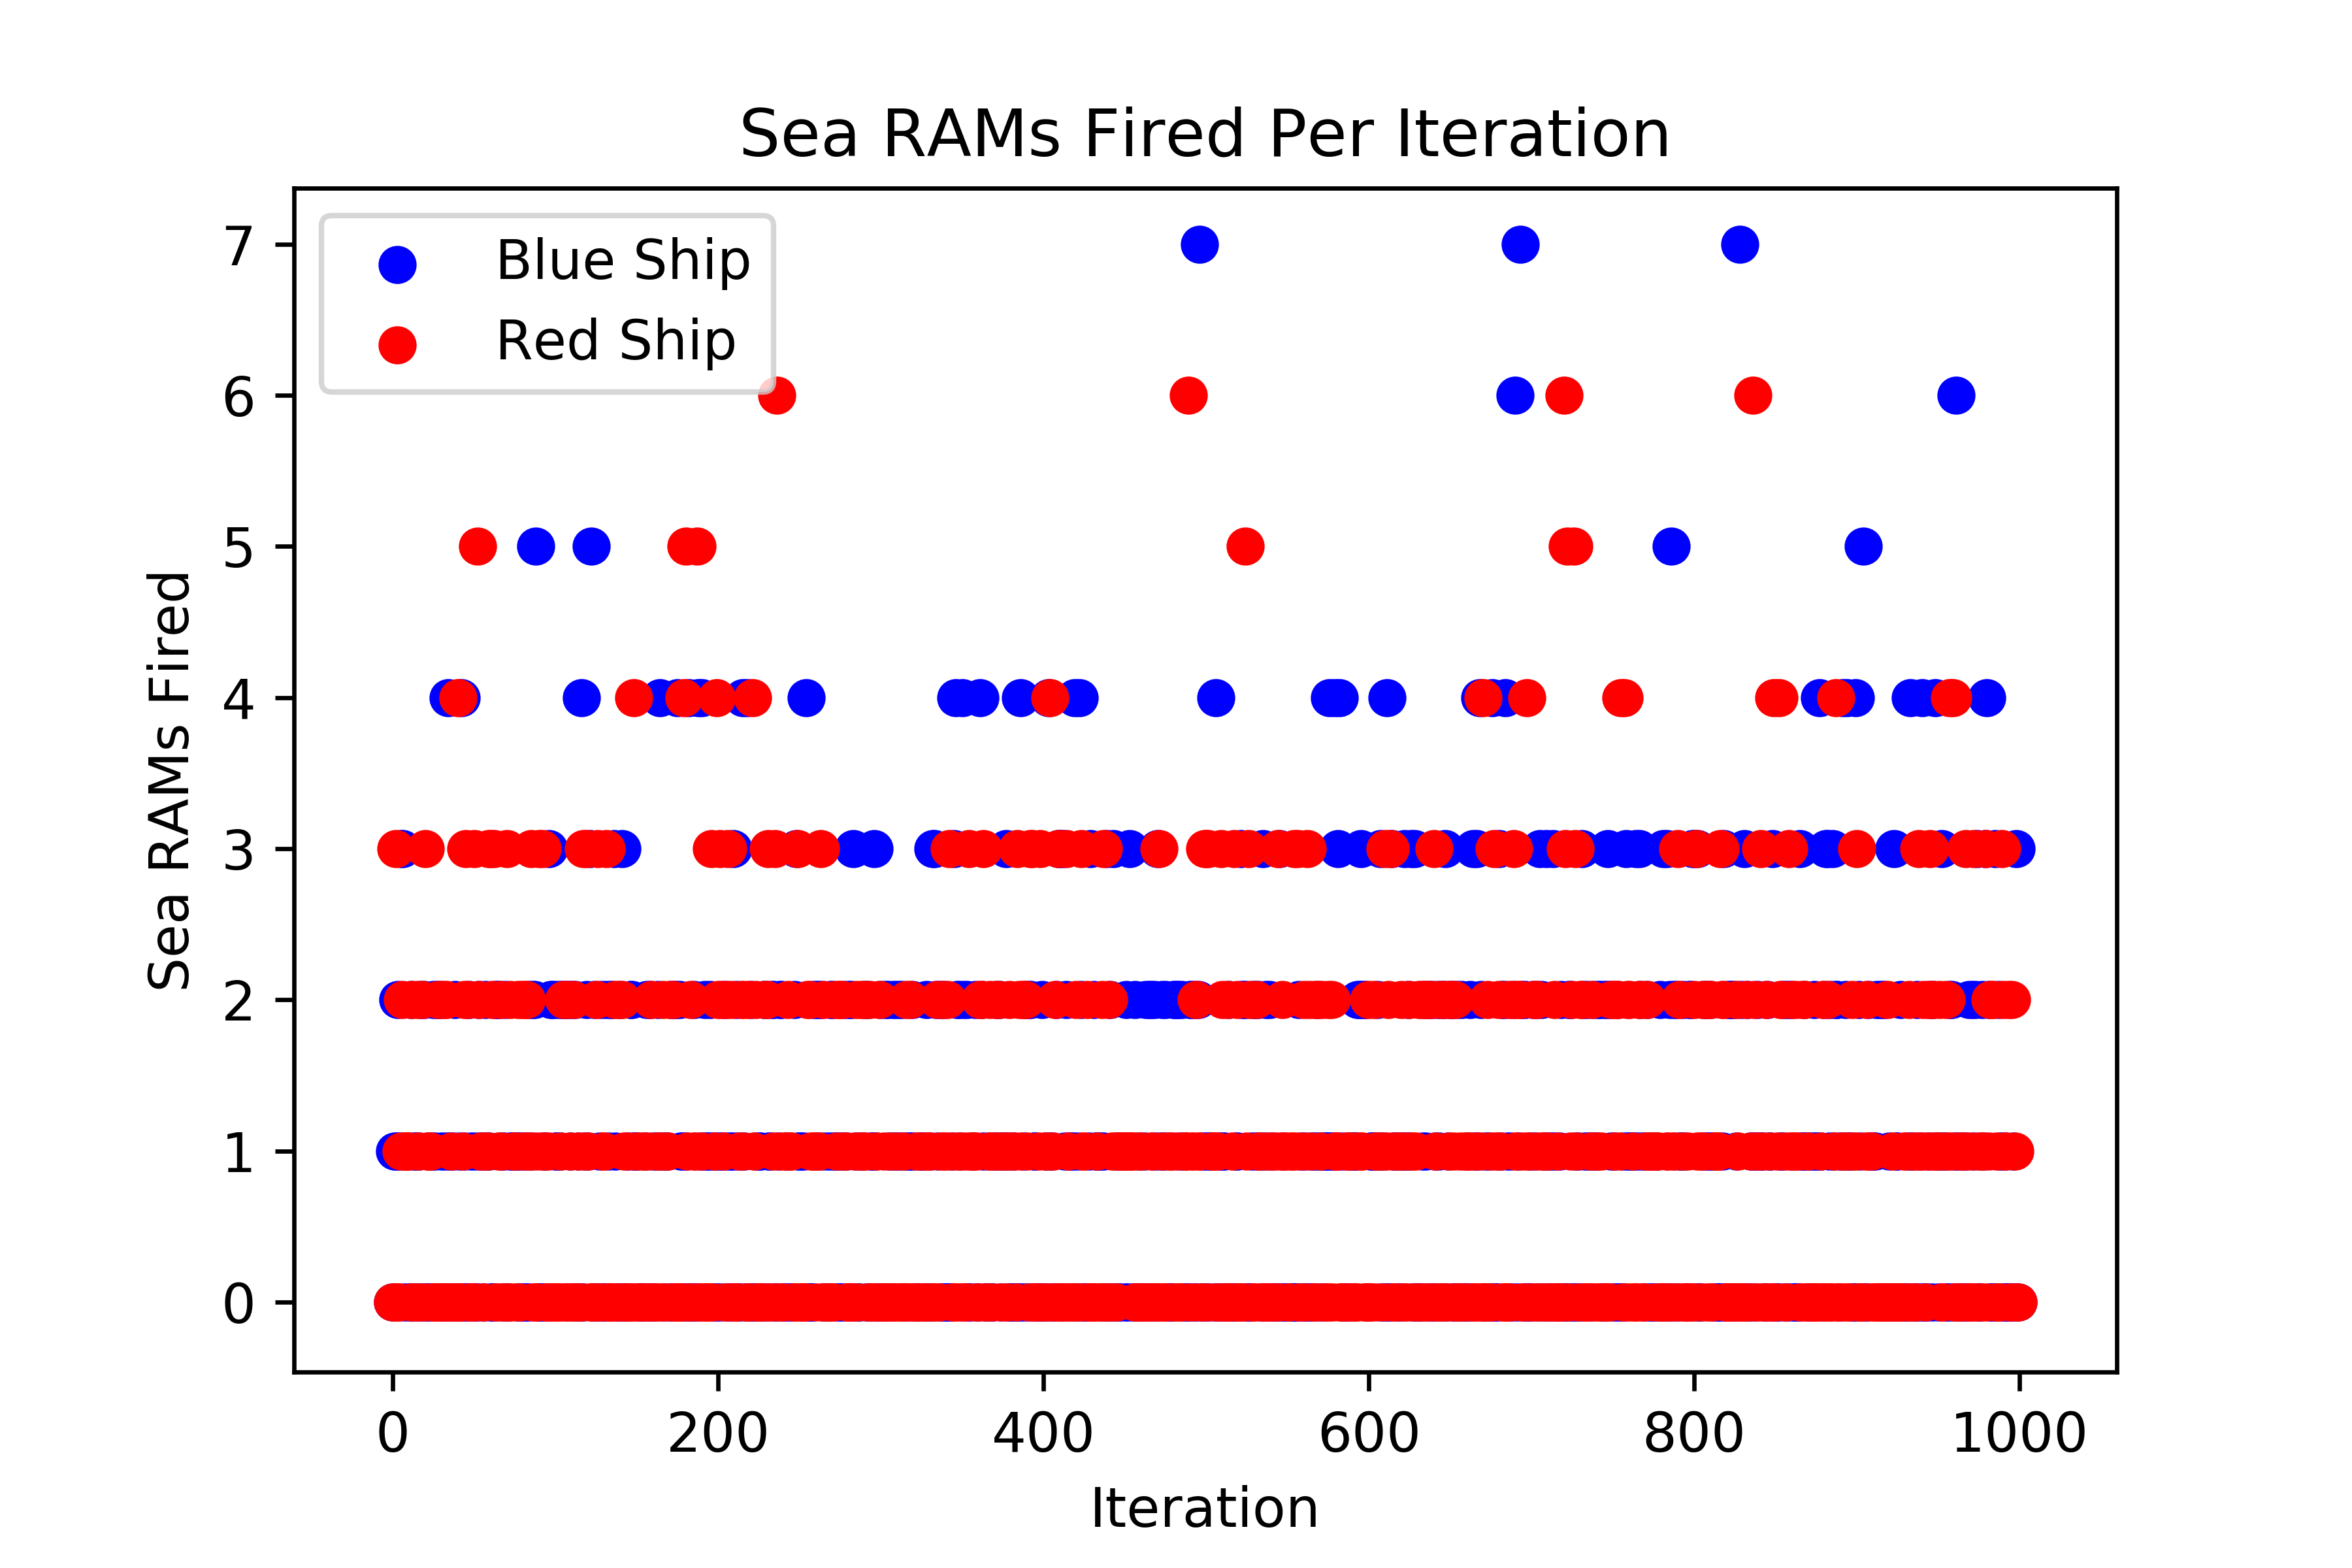 Sea RAMs Fired Per Iteration
Blue Ship
Red Ship
Sea RAMs Fired
7
6
5
4
3
2
1
0
0 200 400 600 800 1000
Iteration